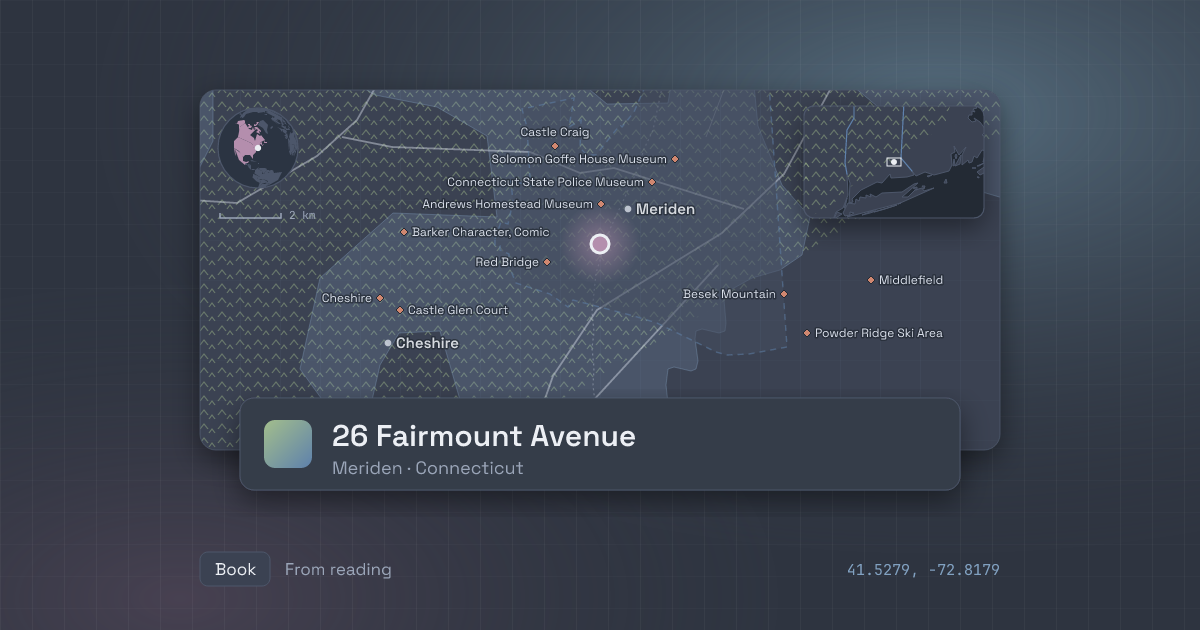 Castle Craig
Solomon Goffe House Museum
Connecticut State Police Museum
Andrews Homestead Museum
Meriden
2 km
Barker Character, Comic
Red Bridge
Middlefield
Besek Mountain
Cheshire
Castle Glen Court
Powder Ridge Ski Area
Cheshire
26 Fairmount Avenue
Meriden · Connecticut
Book
From reading
41.5279, -72.8179